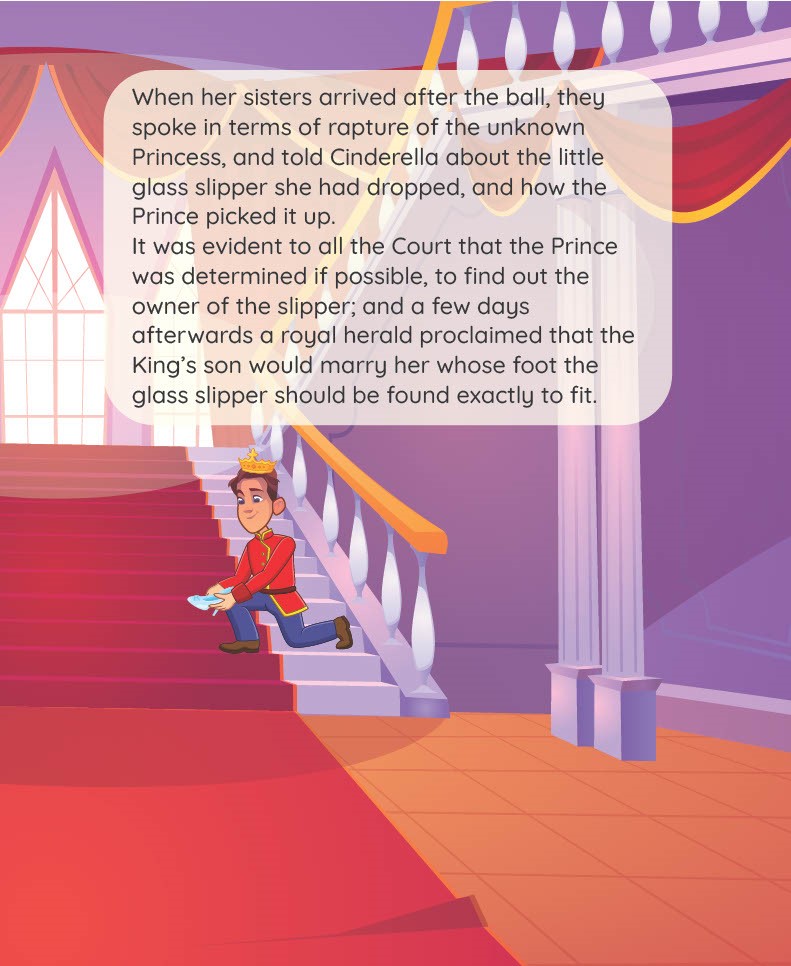 When her sisters arrived after the ball, they
spoke in terms of rapture of the unknown
Princess, and told Cinderella about the little
glass slipper she had dropped, and how the
Prince picked it up.
It was evident to all the Court that the Prince
was determined if possible, to find out the
owner of the slipper; and a few days
afterwards a royal herald proclaimed that the
King’s son would marry her whose foot the
glass slipper should be found exactly to fit.